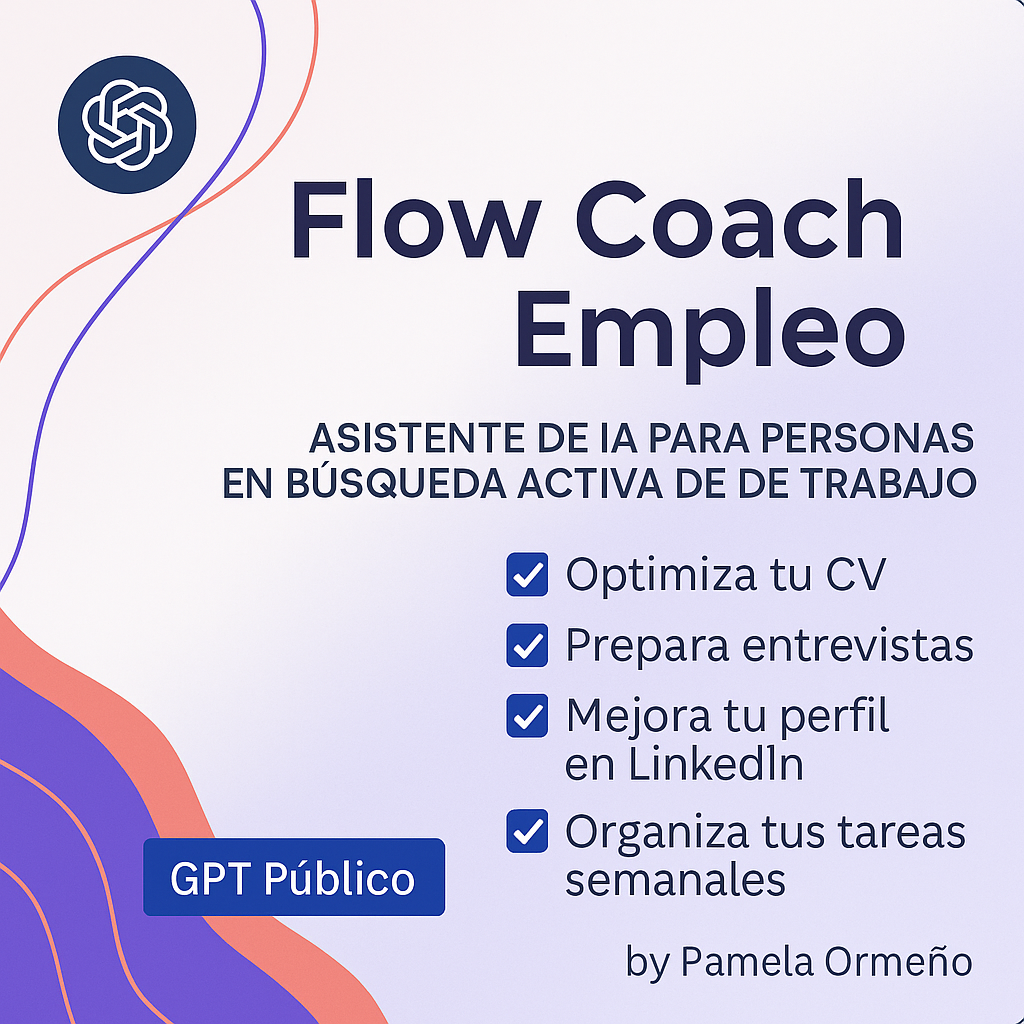 Flow Coach
Empleo
ASISTENTE DE IA PARA PERSONAS
EN BÚSQUEDA ACTIVA DE DE TRABAJO
Optimiza tu CV
Prepara entrevistas
Mejora tu perfil
en LinkedIn
Organiza tus tareas
semanales
GPT Público
by Pamela Ormeño